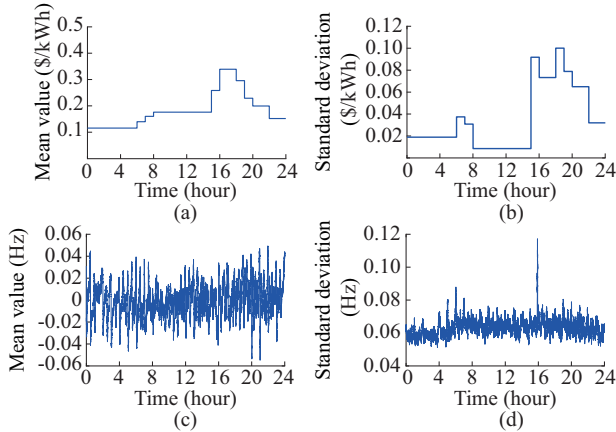 Mean value ($/kWh)
0.5
0.4
0.3
0.2
0.1
0 4 8 12 16 20 24
Time (hour)
(a)
Standard deviation
($/kWh)
0.12
0.10
0.08
0.06
0.04
0.02
0 4 8 12 16 20 24
Time (hour)
(b)
Mean value (Hz)
0.06
0.04
0.02
0
-0.02
-0.04
-0.06
0 4 8 12 16 20 24
Time (hour)
(c)
Standard deviation
(Hz)
0.12
0.10
0.08
0.06
0.04
0 4 8 12 16 20 24
Time (hour)
(d)